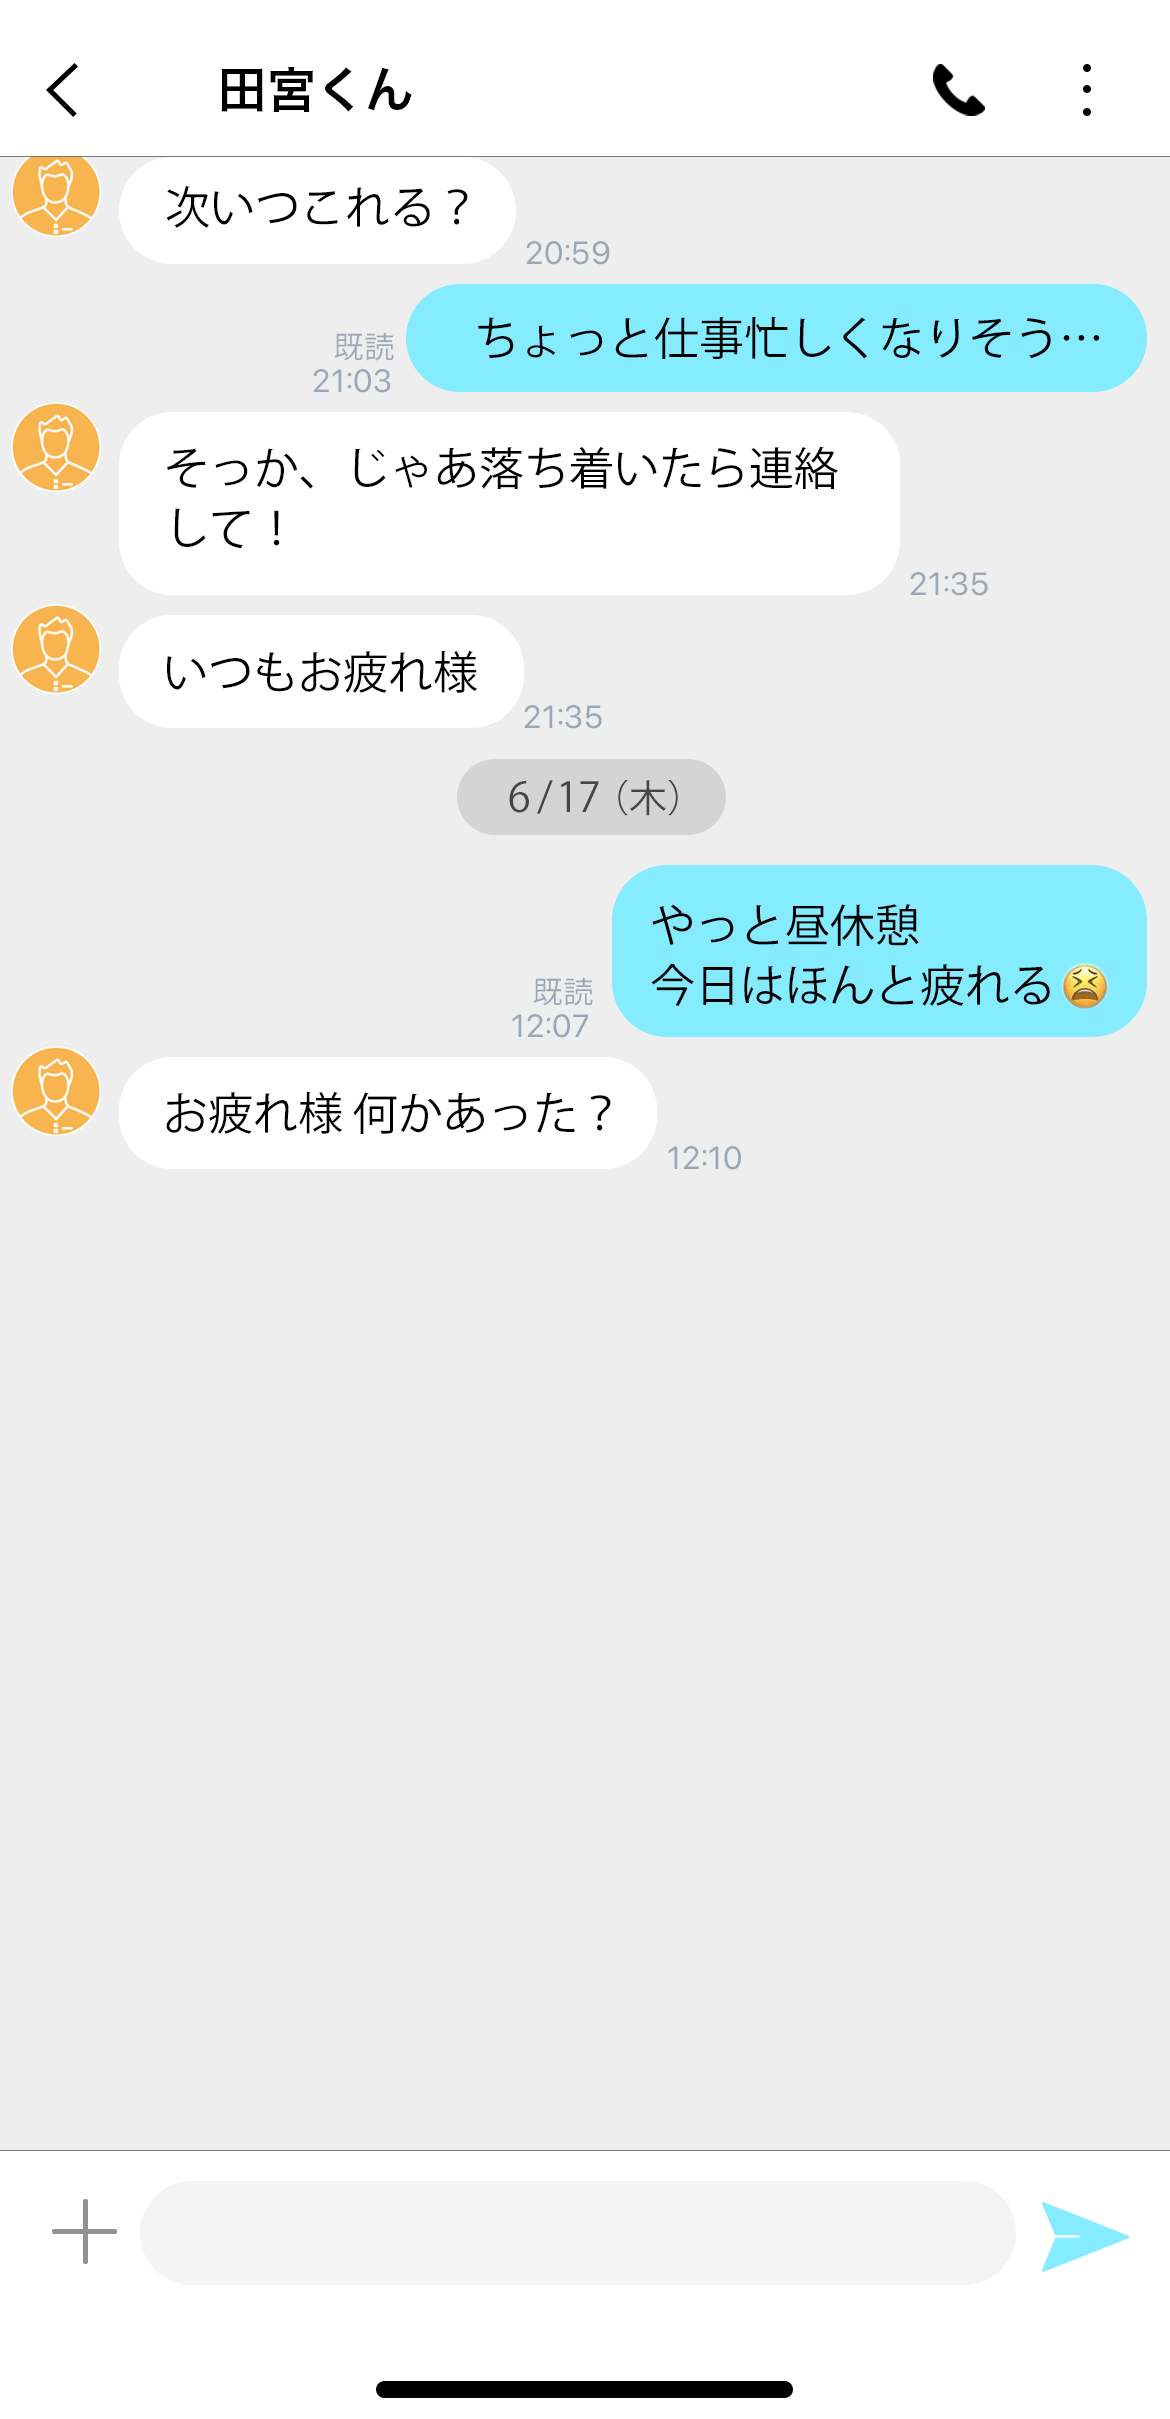 田宮くん
次いつこれる？
20:59
ちょっと仕事忙しくなりそう…
既読
21:03
そっか、じゃあ落ち着いたら連絡
して！
21:35
いつもお疲れ様
21:35
6/17（木）
やっと昼休憩
今日はほんと疲れる😫
既読
12:07
お疲れ様 何かあった？
12:10